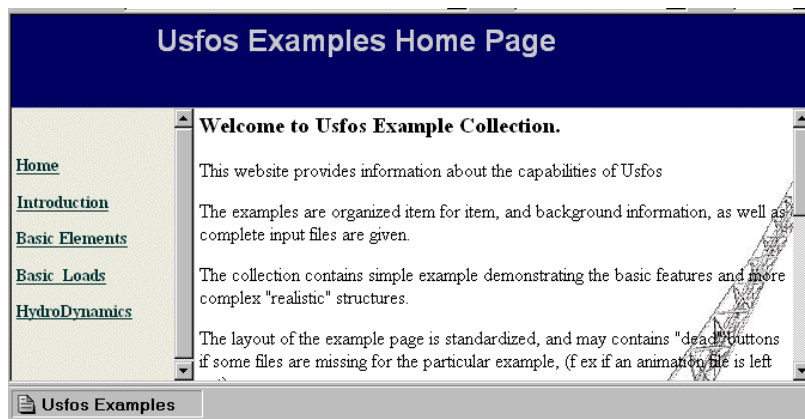 Usfos Examples Home Page
Home
Introduction
Basic Elements
Basic Loads
HydroDynamics
Welcome to Usfos Example Collection.
This website provides information about the capabilities of Usfos
The examples are organized item for item, and background information, as well as
complete input files are given.
The collection contains simple example demonstrating the basic features and more
complex "realistic" structures.
The layout of the example page is standardized, and may contains "dead" buttons
if some files are missing for the particular example, (f ex if an animation file is left
Usfos Examples